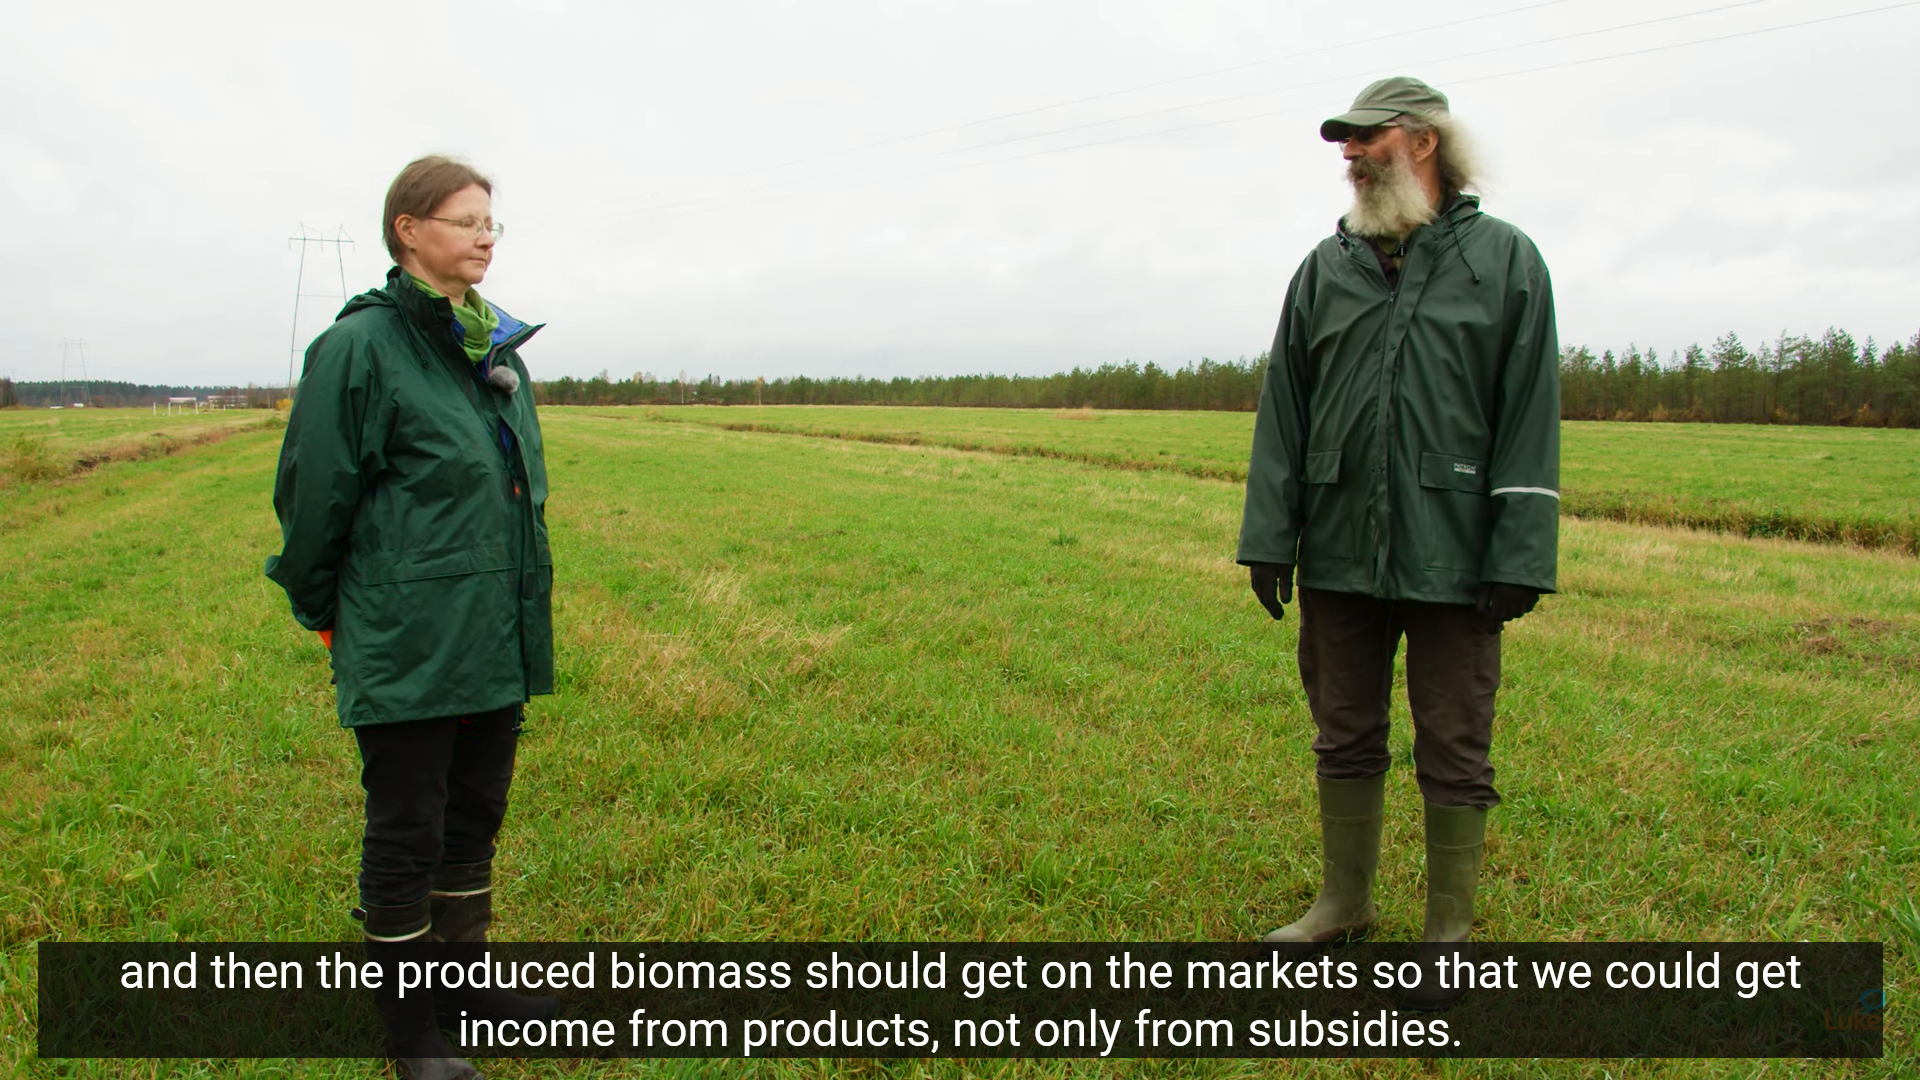 and then the produced biomass should get on the markets so that we could get
income from products, not only from subsidies.
Luke